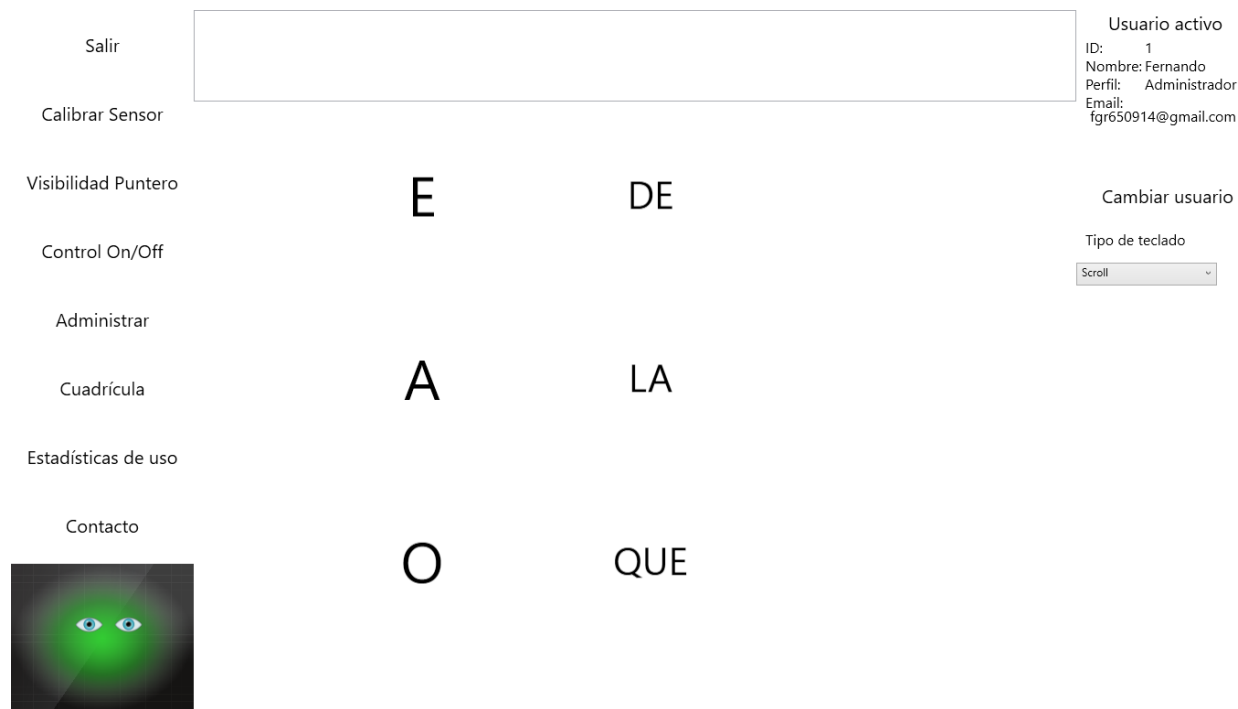 Salir
Calibrar Sensor
Visibilidad Puntero
Control On/Off
Administrar
Cuadrícula
Estadísticas de uso
Contacto
E DE
A LA
O QUE
Usuario activo
ID: 1
Nombre: Fernando
Perfil: Administrador
Email:
fgr650914@gmail.com
Cambiar usuario
Tipo de teclado
Scroll